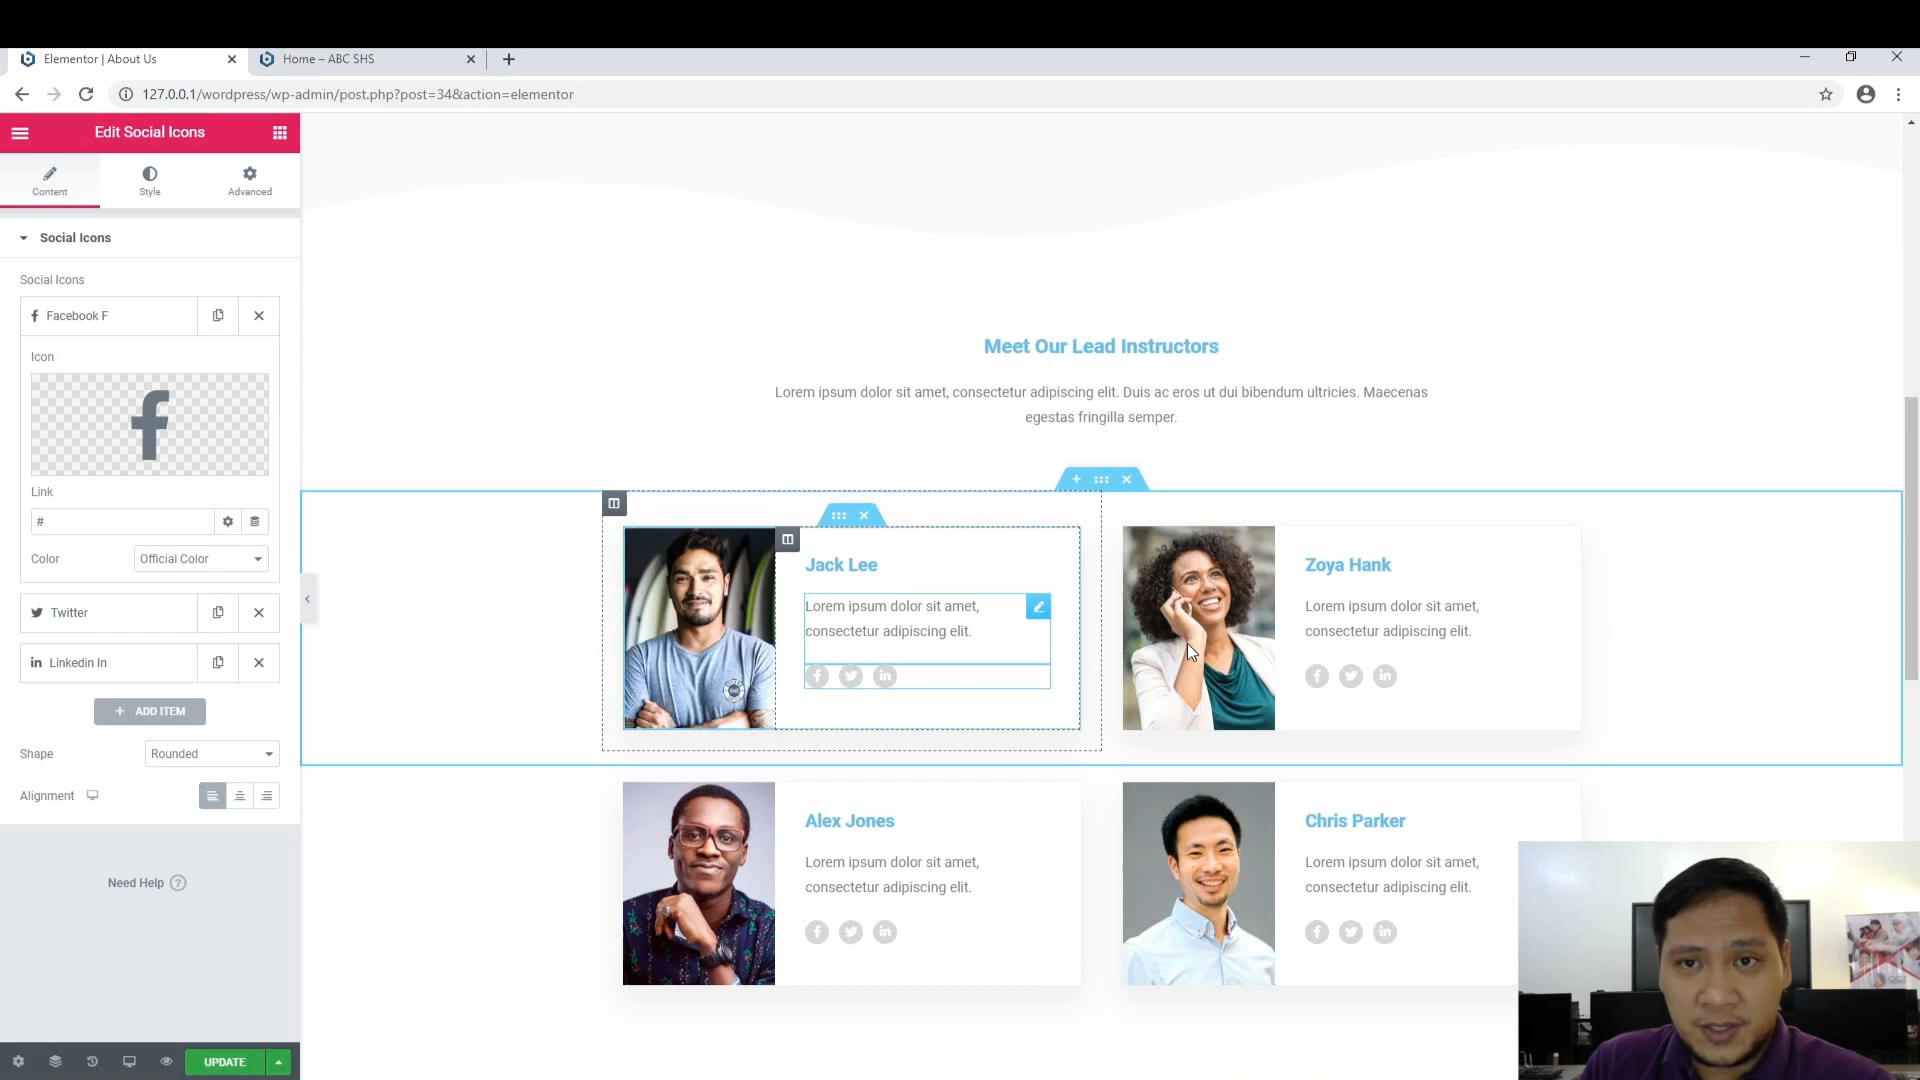 Elementor | About Us
Home – ABC SHS
127.0.0.1/wordpress/wp-admin/post.php?post=34&action=elementor
Edit Social Icons
Content
Style
Advanced
Social Icons
Social Icons
Facebook F
Icon
Link
#
Color
Official Color
Twitter
Linkedin In
ADD ITEM
Shape
Rounded
Alignment
Need Help
UPDATE
Meet Our Lead Instructors
Lorem ipsum dolor sit amet, consectetur adipiscing elit. Duis ac eros ut dui bibendum ultricies. Maecenas
egestas fringilla semper.
Jack Lee
Lorem ipsum dolor sit amet,
consectetur adipiscing elit.
Zoya Hank
Lorem ipsum dolor sit amet,
consectetur adipiscing elit.
Alex Jones
Lorem ipsum dolor sit amet,
consectetur adipiscing elit.
Chris Parker
Lorem ipsum dolor sit amet,
consectetur adipiscing elit.